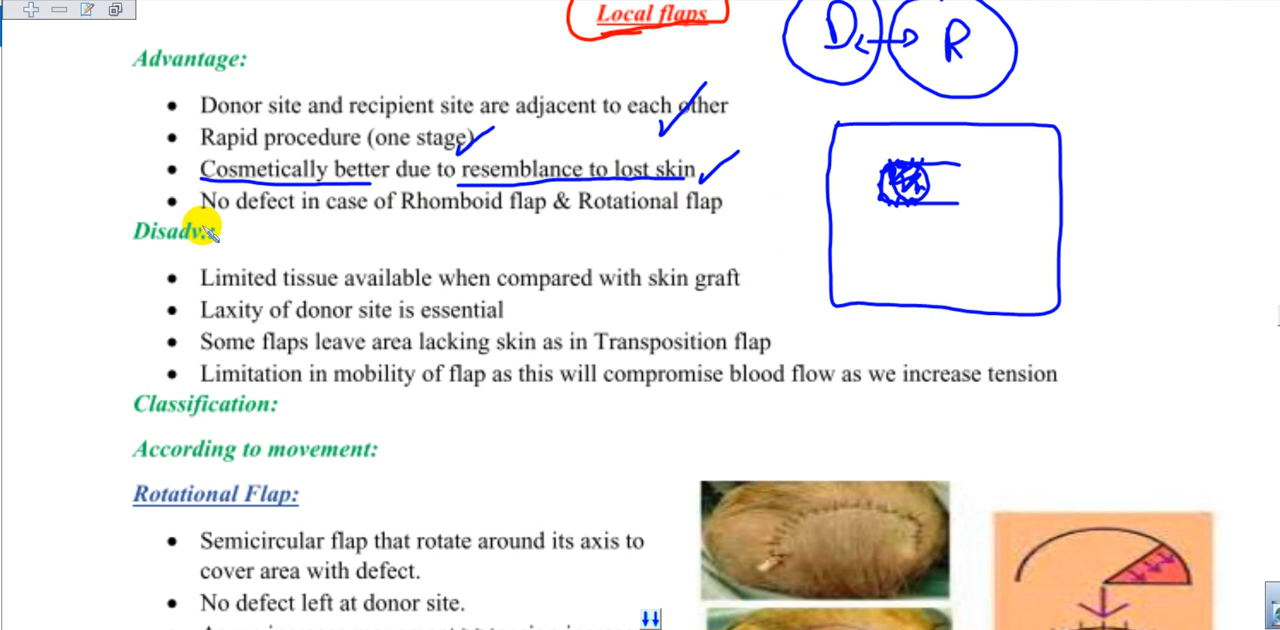 Local flaps
D R
Advantage:
• Donor site and recipient site are adjacent to each other
• Rapid procedure (one stage)
• Cosmetically better due to resemblance to lost skin
• No defect in case of Rhomboid flap & Rotational flap
Disadv.:
• Limited tissue available when compared with skin graft
• Laxity of donor site is essential
• Some flaps leave area lacking skin as in Transposition flap
• Limitation in mobility of flap as this will compromise blood flow as we increase tension
Classification:
According to movement:
Rotational Flap:
• Semicircular flap that rotate around its axis to
cover area with defect.
• No defect left at donor site.